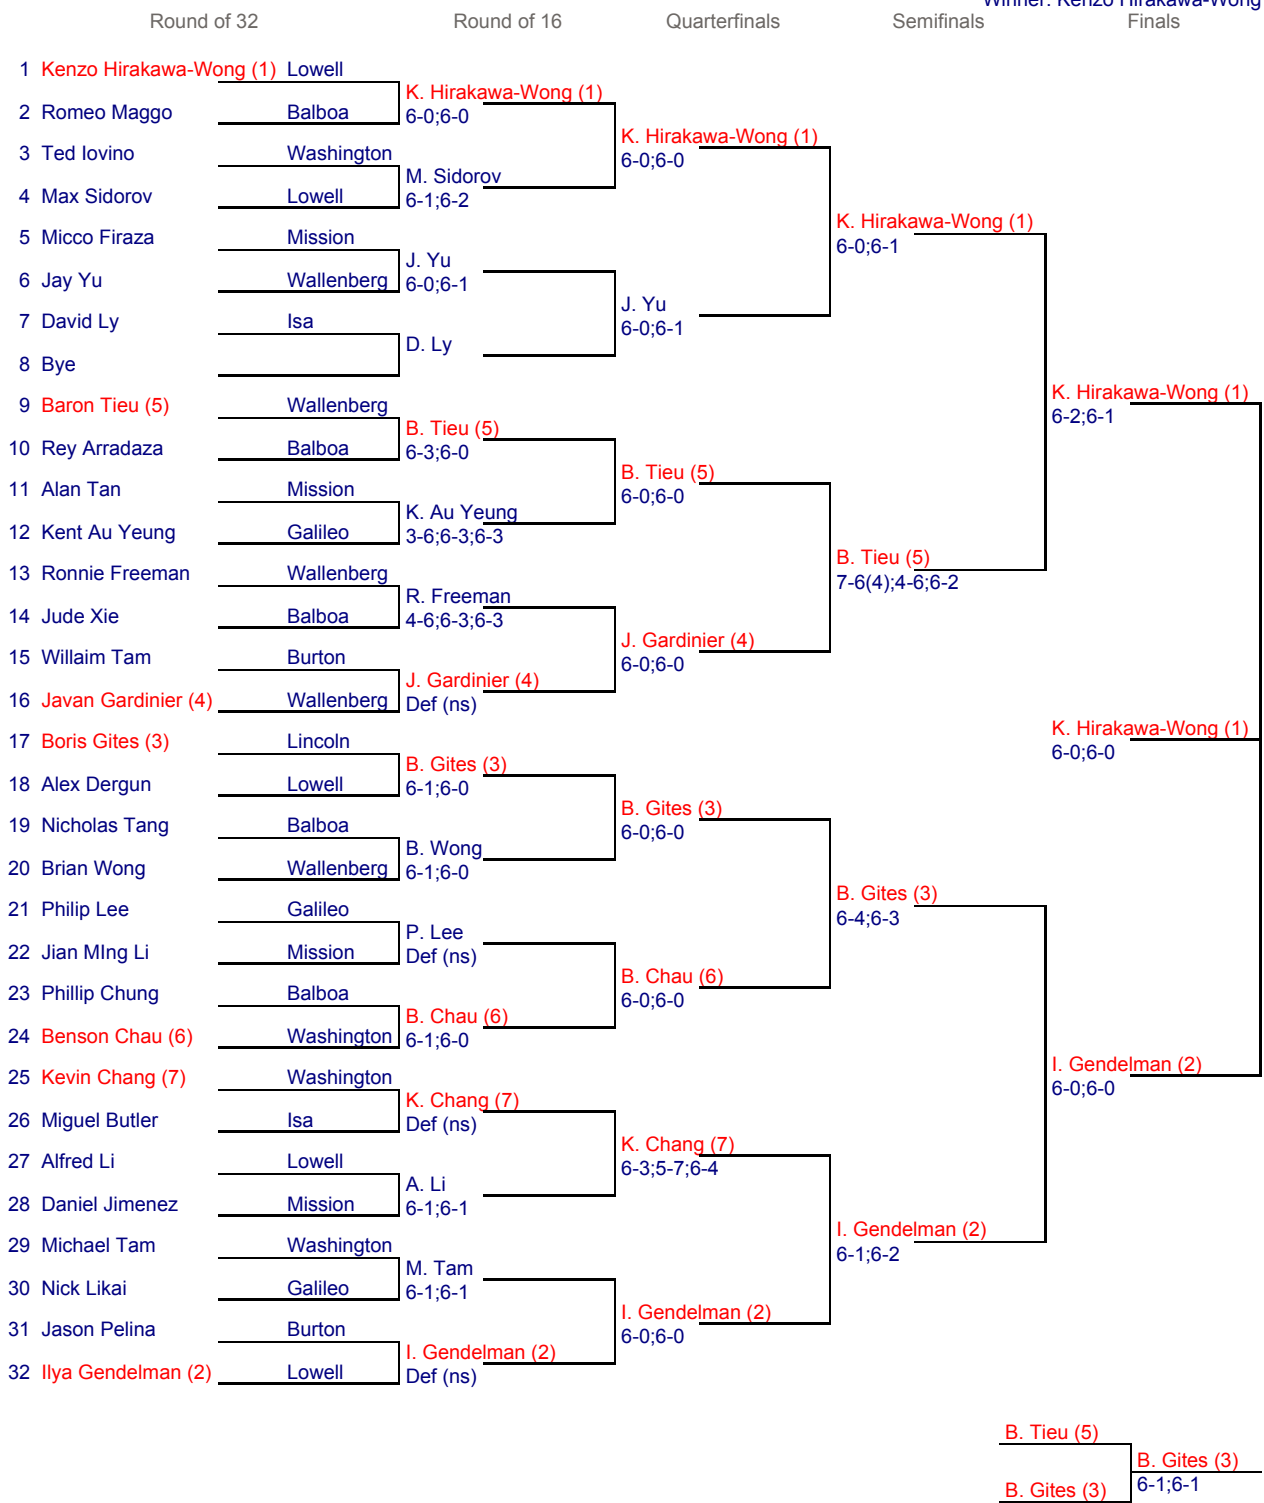 Winner: Kenzo Hirakawa-Wong
Round of 32 Round of 16 Quarterfinals Semifinals Finals
1 Kenzo Hirakawa-Wong (1) Lowell
K. Hirakawa-Wong (1)
2 Romeo Maggo Balboa 6-0;6-0
K. Hirakawa-Wong (1)
3 Ted Iovino Washington 6-0;6-0
M. Sidorov
4 Max Sidorov Lowell 6-1;6-2
K. Hirakawa-Wong (1)
5 Micco Firaza Mission 6-0;6-1
J. Yu
6 Jay Yu Wallenberg 6-0;6-1
J. Yu
7 David Ly Isa 6-0;6-1
D. Ly
8 Bye
K. Hirakawa-Wong (1)
9 Baron Tieu (5) Wallenberg 6-2;6-1
B. Tieu (5)
10 Rey Arradaza Balboa 6-3;6-0
B. Tieu (5)
11 Alan Tan Mission 6-0;6-0
K. Au Yeung
12 Kent Au Yeung Galileo 3-6;6-3;6-3
B. Tieu (5)
13 Ronnie Freeman Wallenberg 7-6(4);4-6;6-2
R. Freeman
14 Jude Xie Balboa 4-6;6-3;6-3
J. Gardinier (4)
15 Willaim Tam Burton 6-0;6-0
J. Gardinier (4)
16 Javan Gardinier (4) Wallenberg Def (ns)
K. Hirakawa-Wong (1)
17 Boris Gites (3) Lincoln 6-0;6-0
B. Gites (3)
18 Alex Dergun Lowell 6-1;6-0
B. Gites (3)
19 Nicholas Tang Balboa 6-0;6-0
B. Wong
20 Brian Wong Wallenberg 6-1;6-0
B. Gites (3)
21 Philip Lee Galileo 6-4;6-3
P. Lee
22 Jian MIng Li Mission Def (ns)
B. Chau (6)
23 Phillip Chung Balboa 6-0;6-0
B. Chau (6)
24 Benson Chau (6) Washington 6-1;6-0
I. Gendelman (2)
25 Kevin Chang (7) Washington 6-0;6-0
K. Chang (7)
26 Miguel Butler Isa Def (ns)
K. Chang (7)
27 Alfred Li Lowell 6-3;5-7;6-4
A. Li
28 Daniel Jimenez Mission 6-1;6-1
I. Gendelman (2)
29 Michael Tam Washington 6-1;6-2
M. Tam
30 Nick Likai Galileo 6-1;6-1
I. Gendelman (2)
31 Jason Pelina Burton 6-0;6-0
I. Gendelman (2)
32 Ilya Gendelman (2) Lowell Def (ns)
B. Tieu (5)
B. Gites (3)
6-1;6-1
B. Gites (3)